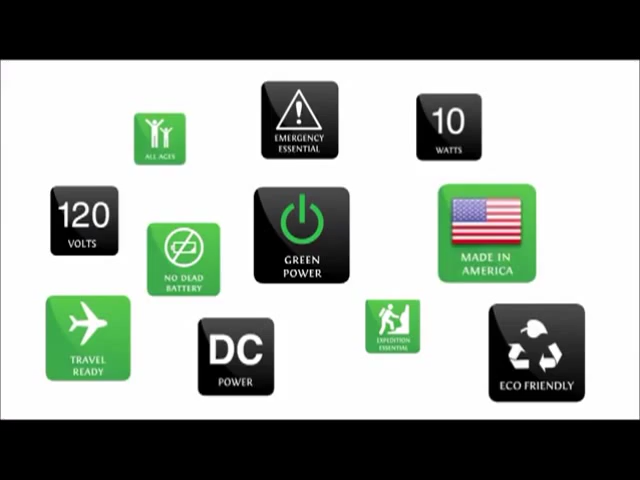 ALL AGES
EMERGENCY
ESSENTIAL
10
WATTS
120
VOLTS
NO DEAD
BATTERY
GREEN
POWER
MADE IN
AMERICA
TRAVEL
READY
DC
POWER
EXPEDITION
ESSENTIAL
ECO FRIENDLY